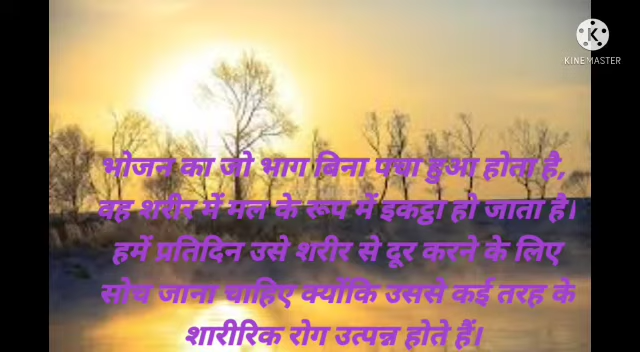 KINEMASTER
भोजन का जो भाग बिना पचा हुआ होता है,
वह शरीर में मल के रूप में इकट्ठा हो जाता है।
हमें प्रतिदिन उसे शरीर से दूर करने के लिए
सोच जाना चाहिए क्योंकि उससे कई तरह के
शारीरिक रोग उत्पन्न होते हैं।